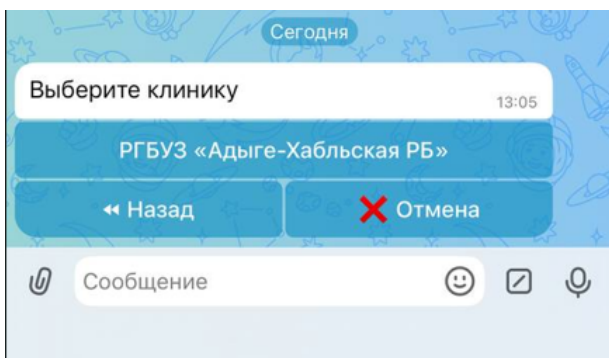 Сегодня
Выберите клинику
13:05
РГБУЗ «Адыге-Хабльская РБ»
Назад
Отмена
Сообщение